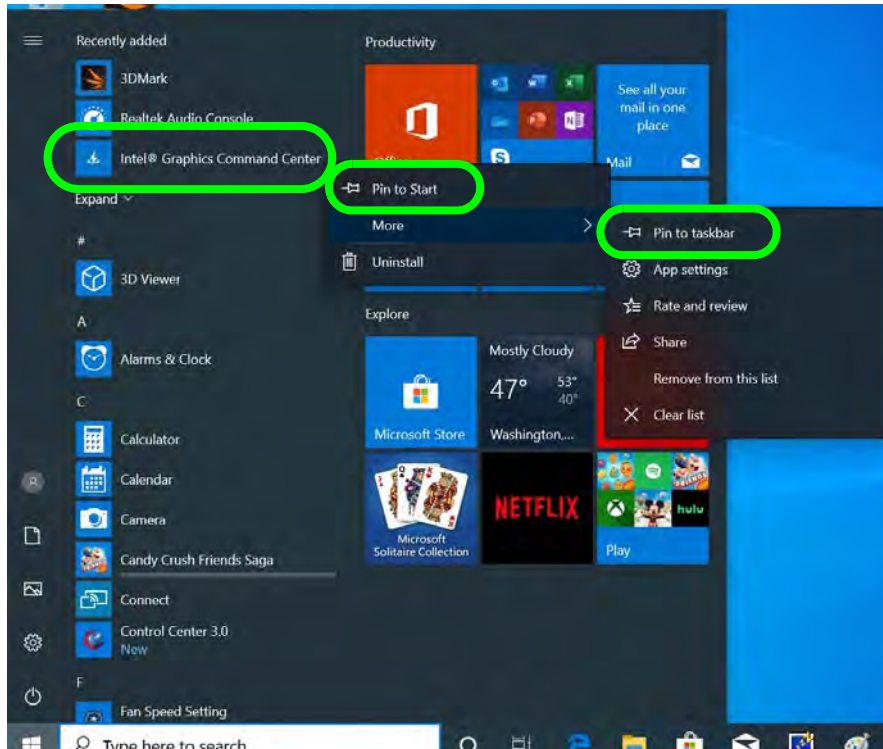 Recently added
3DMark
Realtek Audio Console
Intel® Graphics Command Center
Expand
#
3D Viewer
A
Alarms & Clock
C
Calculator
Calendar
Camera
Candy Crush Friends Saga
Connect
Control Center 3.0
New
F
Fan Speed Setting
Type here to search
R
Productivity
Office
See all your
mail in one
place
Mail
Pin to Start
More
Uninstall
Pin to taskbar
App settings
Rate and review
Share
Remove from this list
Clear list
Explore
Microsoft Store
Mostly Cloudy
47°
53°
40°
Washington,...
Microsoft
Solitaire Collection
NETFLIX
hulu
Play